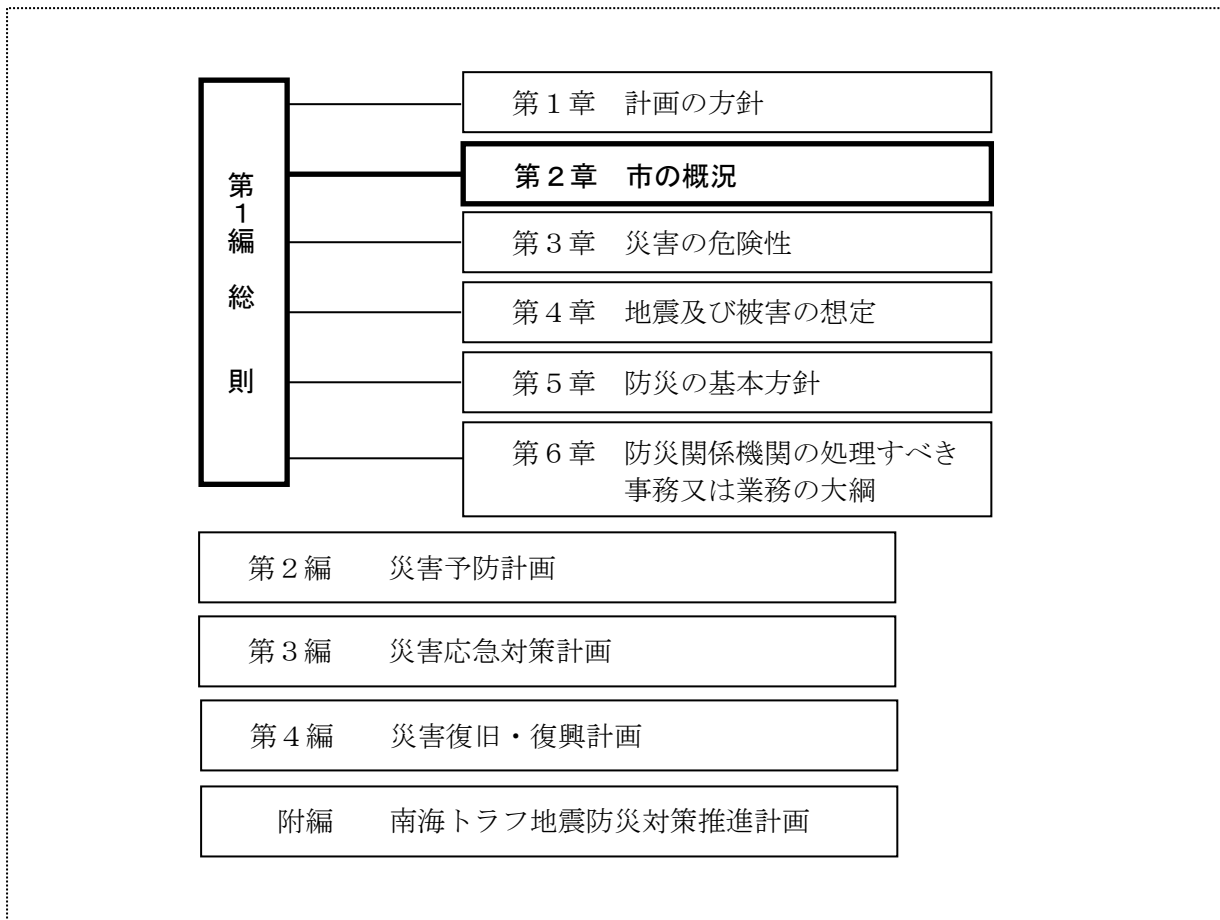 第１編　総　則
第１章　計画の方針
第２章　市の概況
第３章　災害の危険性
第４章　地震及び被害の想定
第５章　防災の基本方針
第６章　防災関係機関の処理すべき
事務又は業務の大綱
第２編　災害予防計画
第３編　災害応急対策計画
第４編　災害復旧・復興計画
附編　南海トラフ地震防災対策推進計画